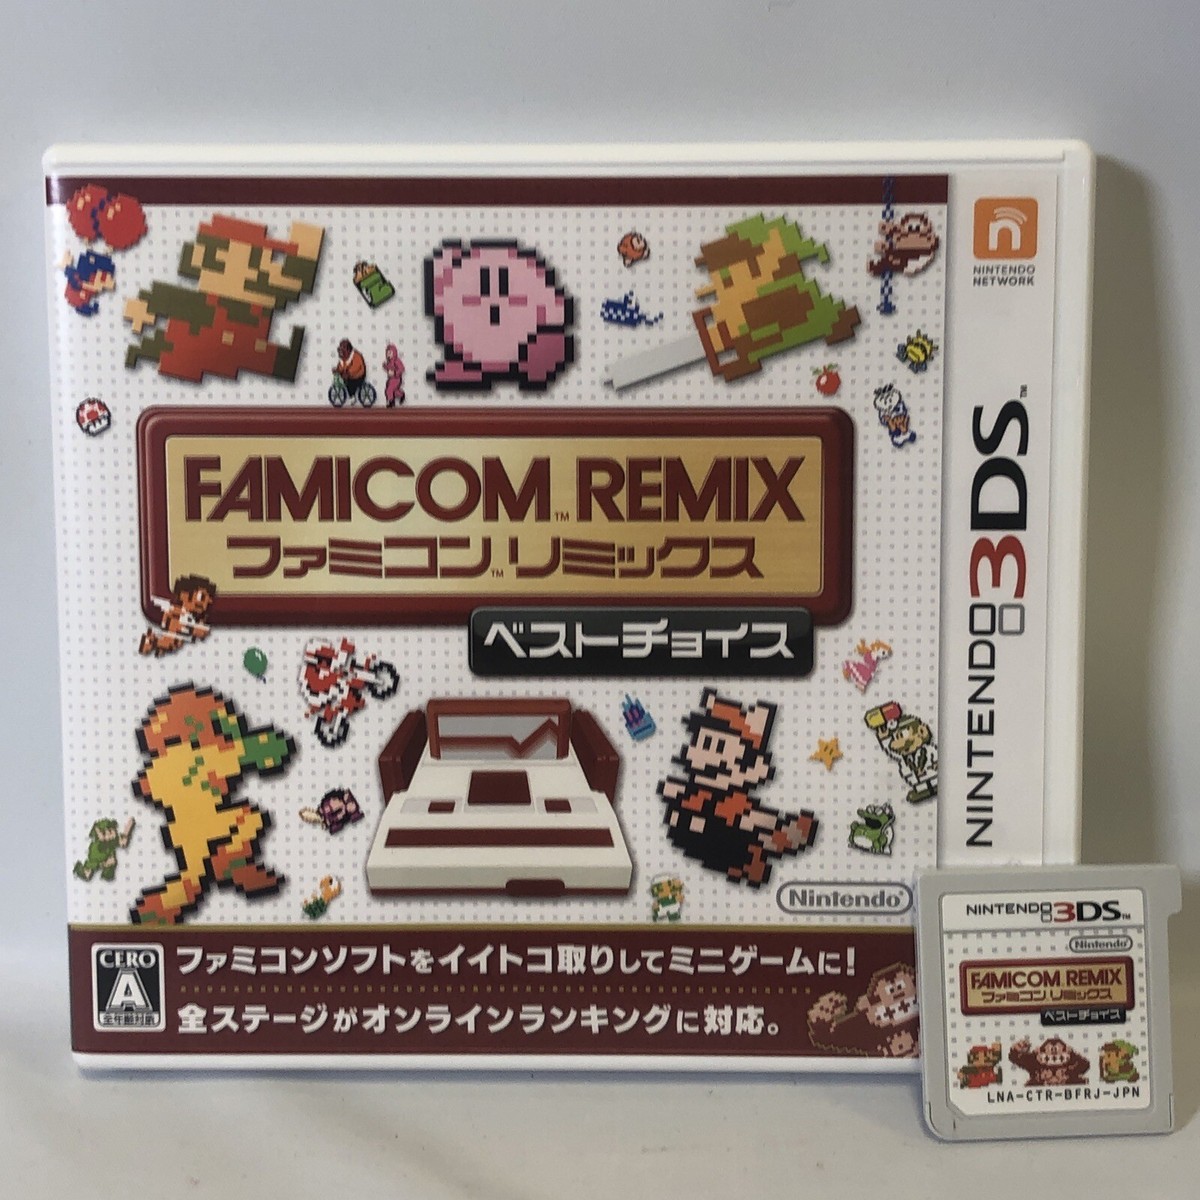 n
NINTENDO
NETWORK
NINTENDO 3DS™
FAMICOM™ REMIX
ファミコン™ リミックス
ベストチョイス
Nintendo
CERO
A
全年齢対象
ファミコンソフトをイイトコ取りしてミニゲームに!
全ステージがオンラインランキングに対応。
NINTENDO 3DS™
Nintendo
FAMICOM REMIX
ファミコン リミックス
ベストチョイス
LNA-CTR-BFRJ-JPN